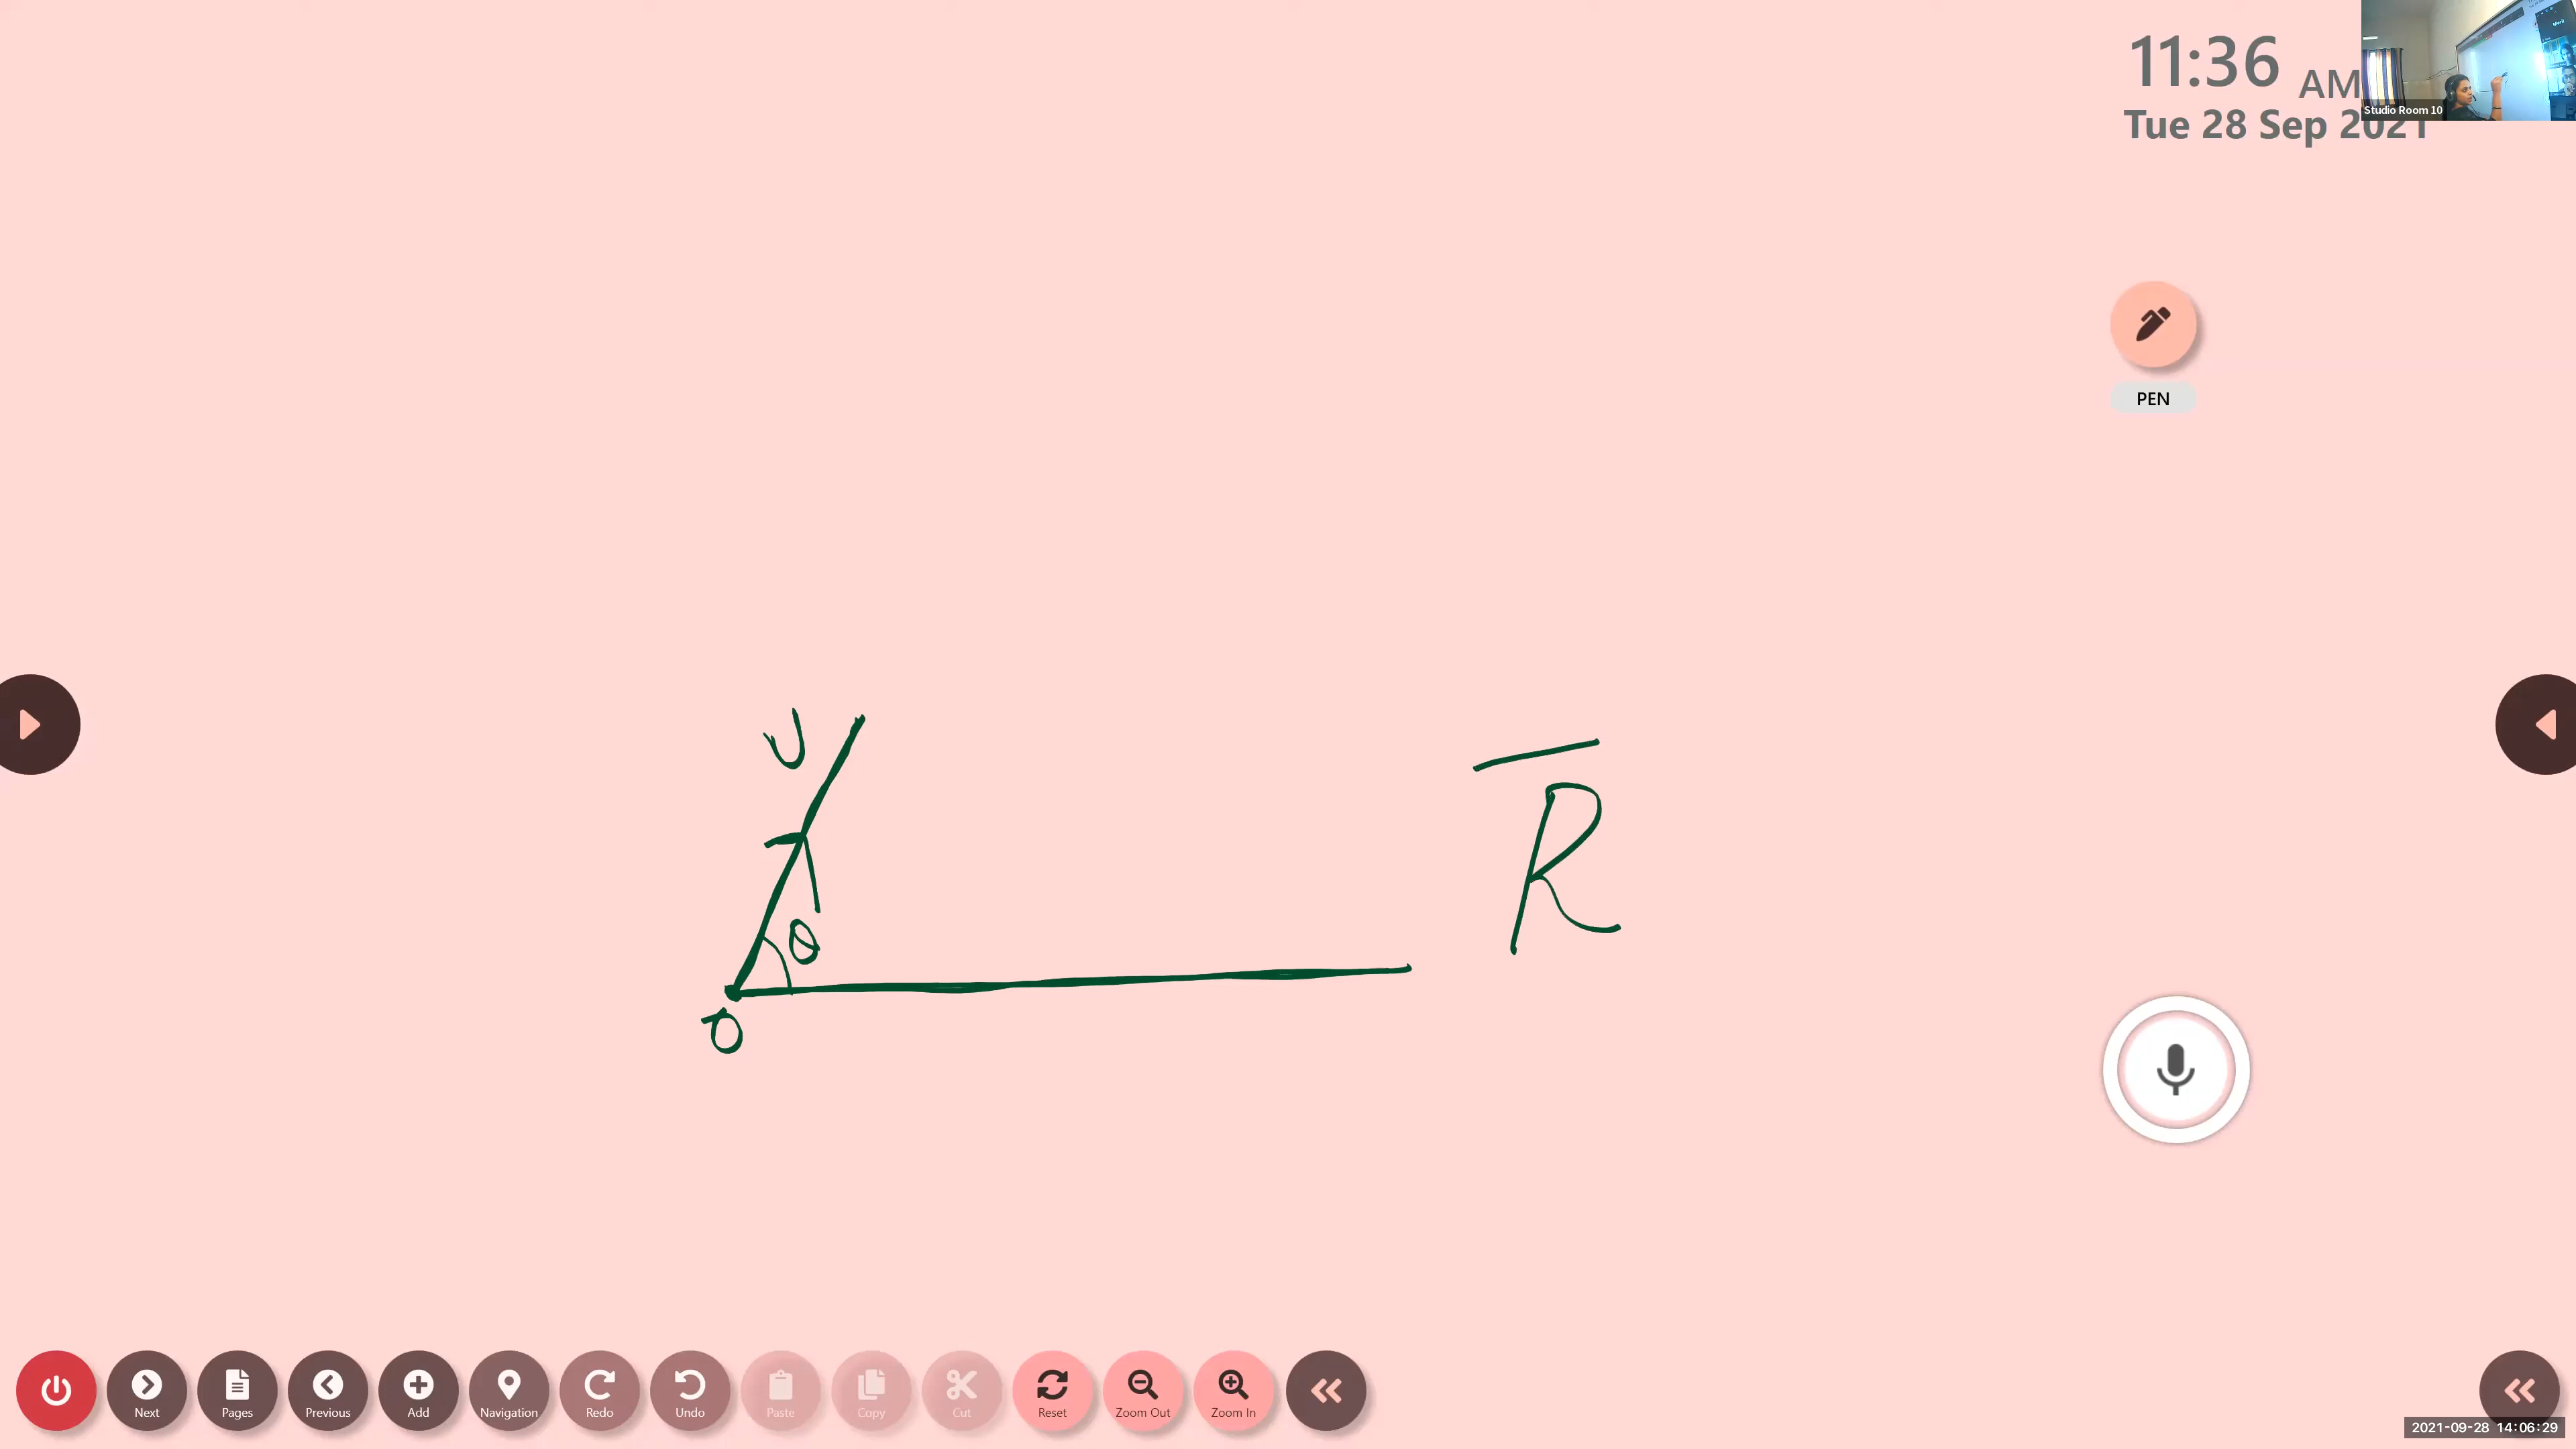 11:36 AM
Tue 28 Sep 2021
Studio Room 10
PEN
U
R
θ
O
Next Pages Previous Add Navigation Redo Undo Paste Copy Cut Reset Zoom Out Zoom In
2021-09-28 14:06:29